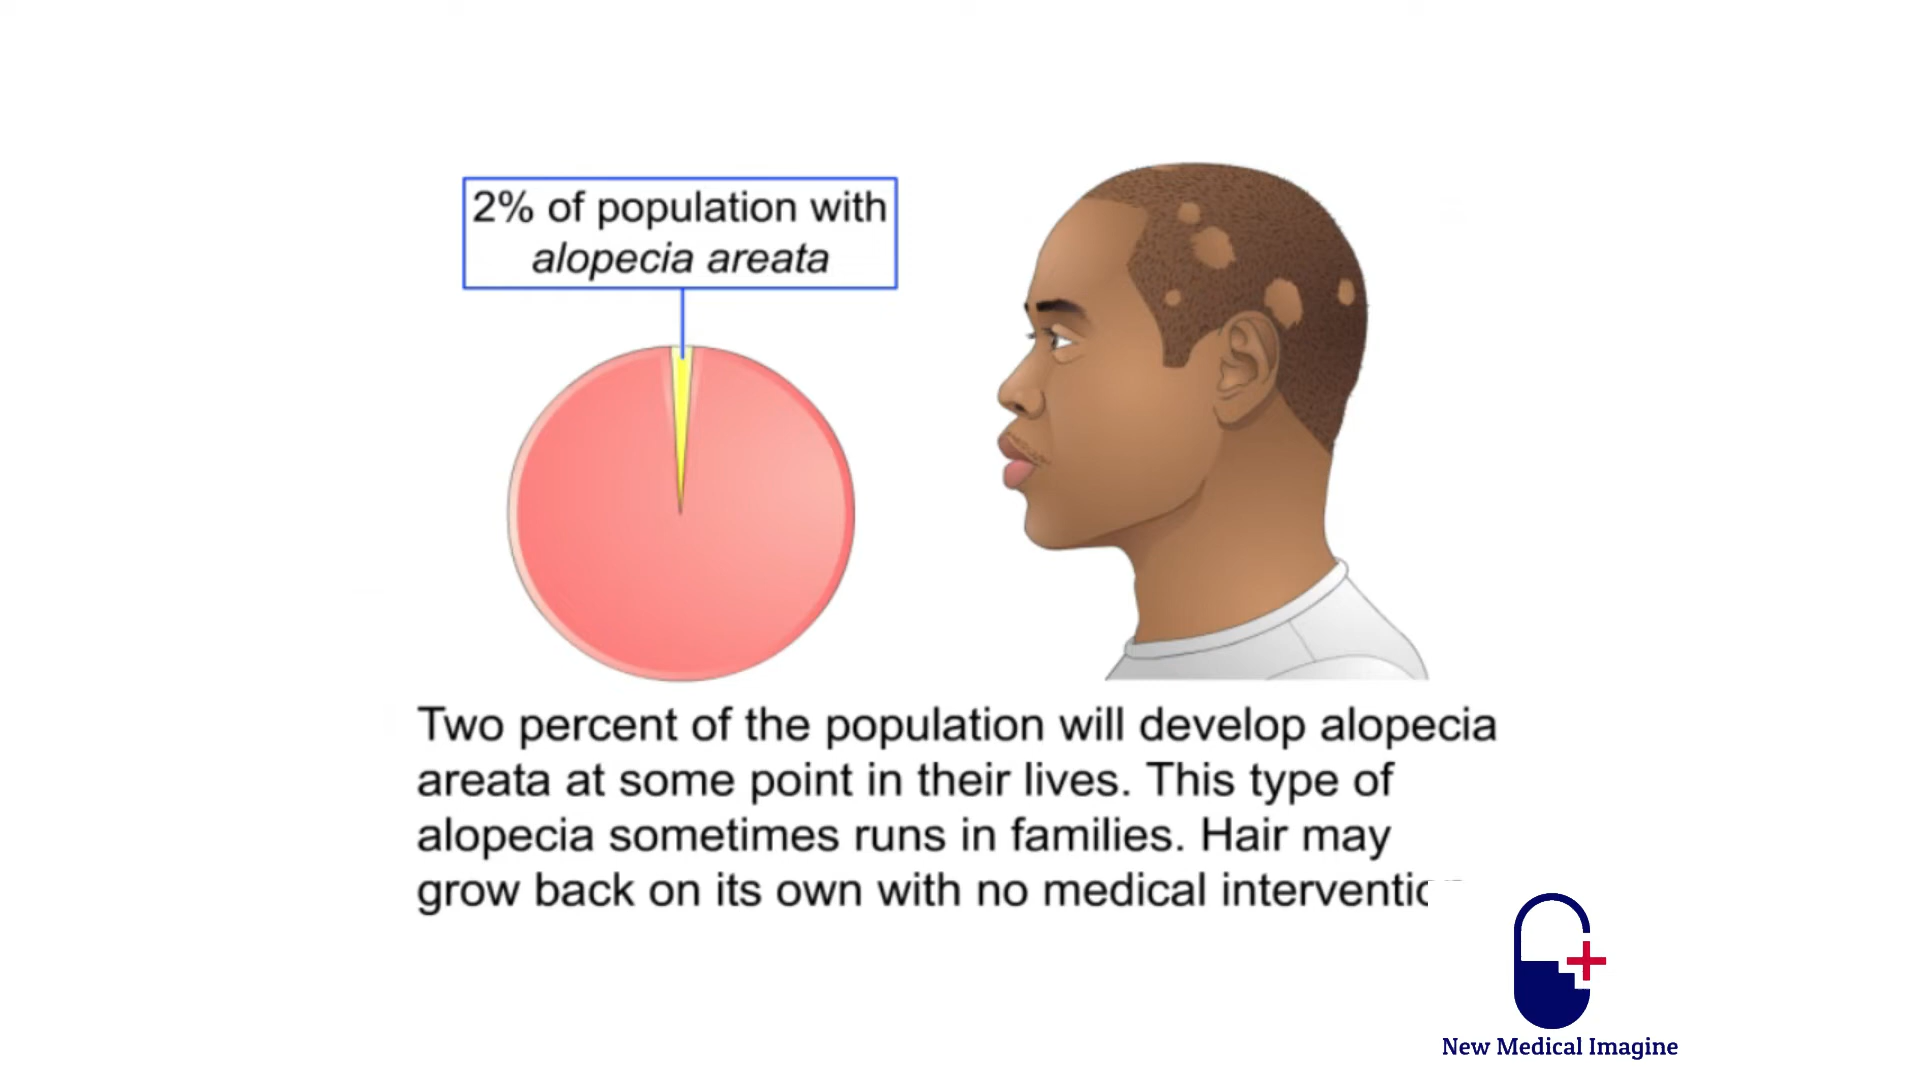 2% of population with
alopecia areata
Two percent of the population will develop alopecia
areata at some point in their lives. This type of
alopecia sometimes runs in families. Hair may
grow back on its own with no medical
New Medical Imagine